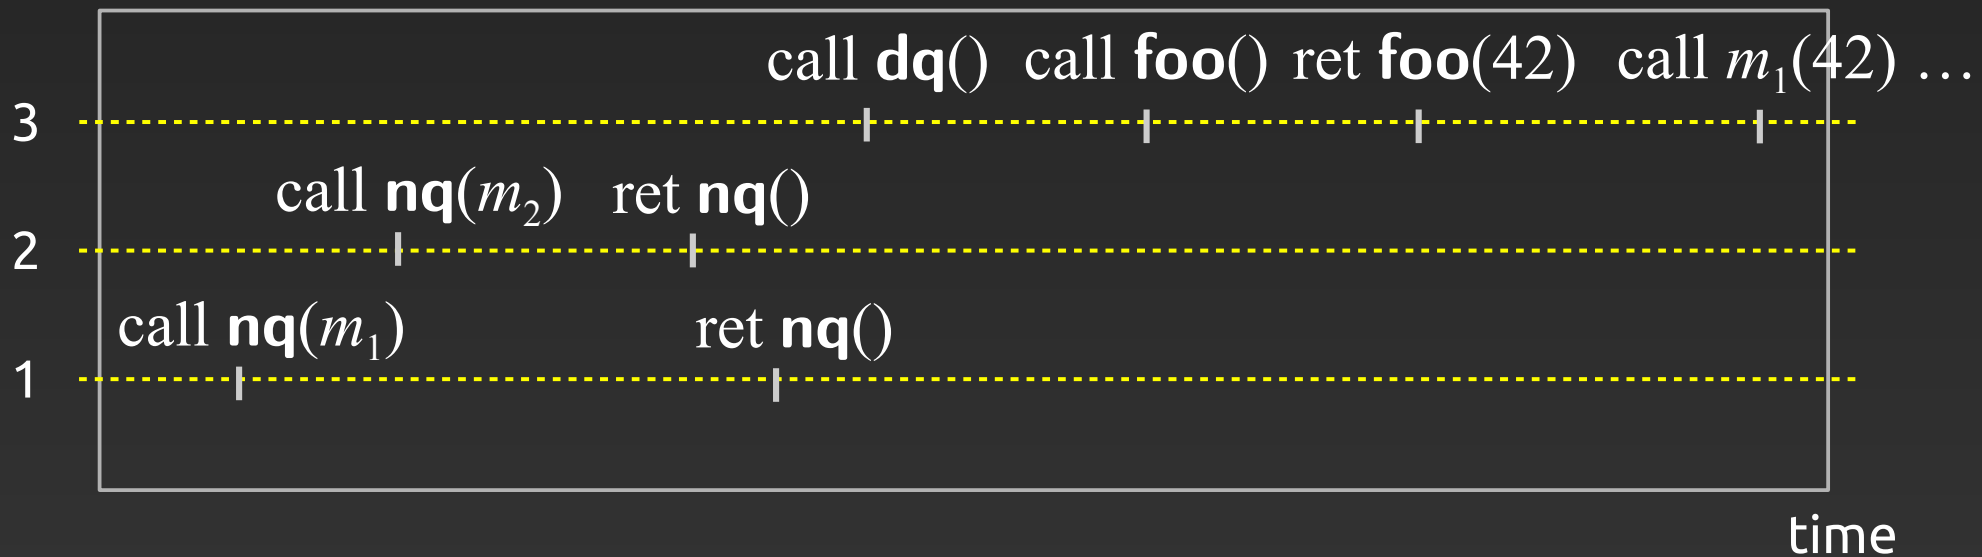 call dq() call foo() ret foo(42) call m₁(42) …
3
call nq(m₂) ret nq()
2
call nq(m₁) ret nq()
1
time